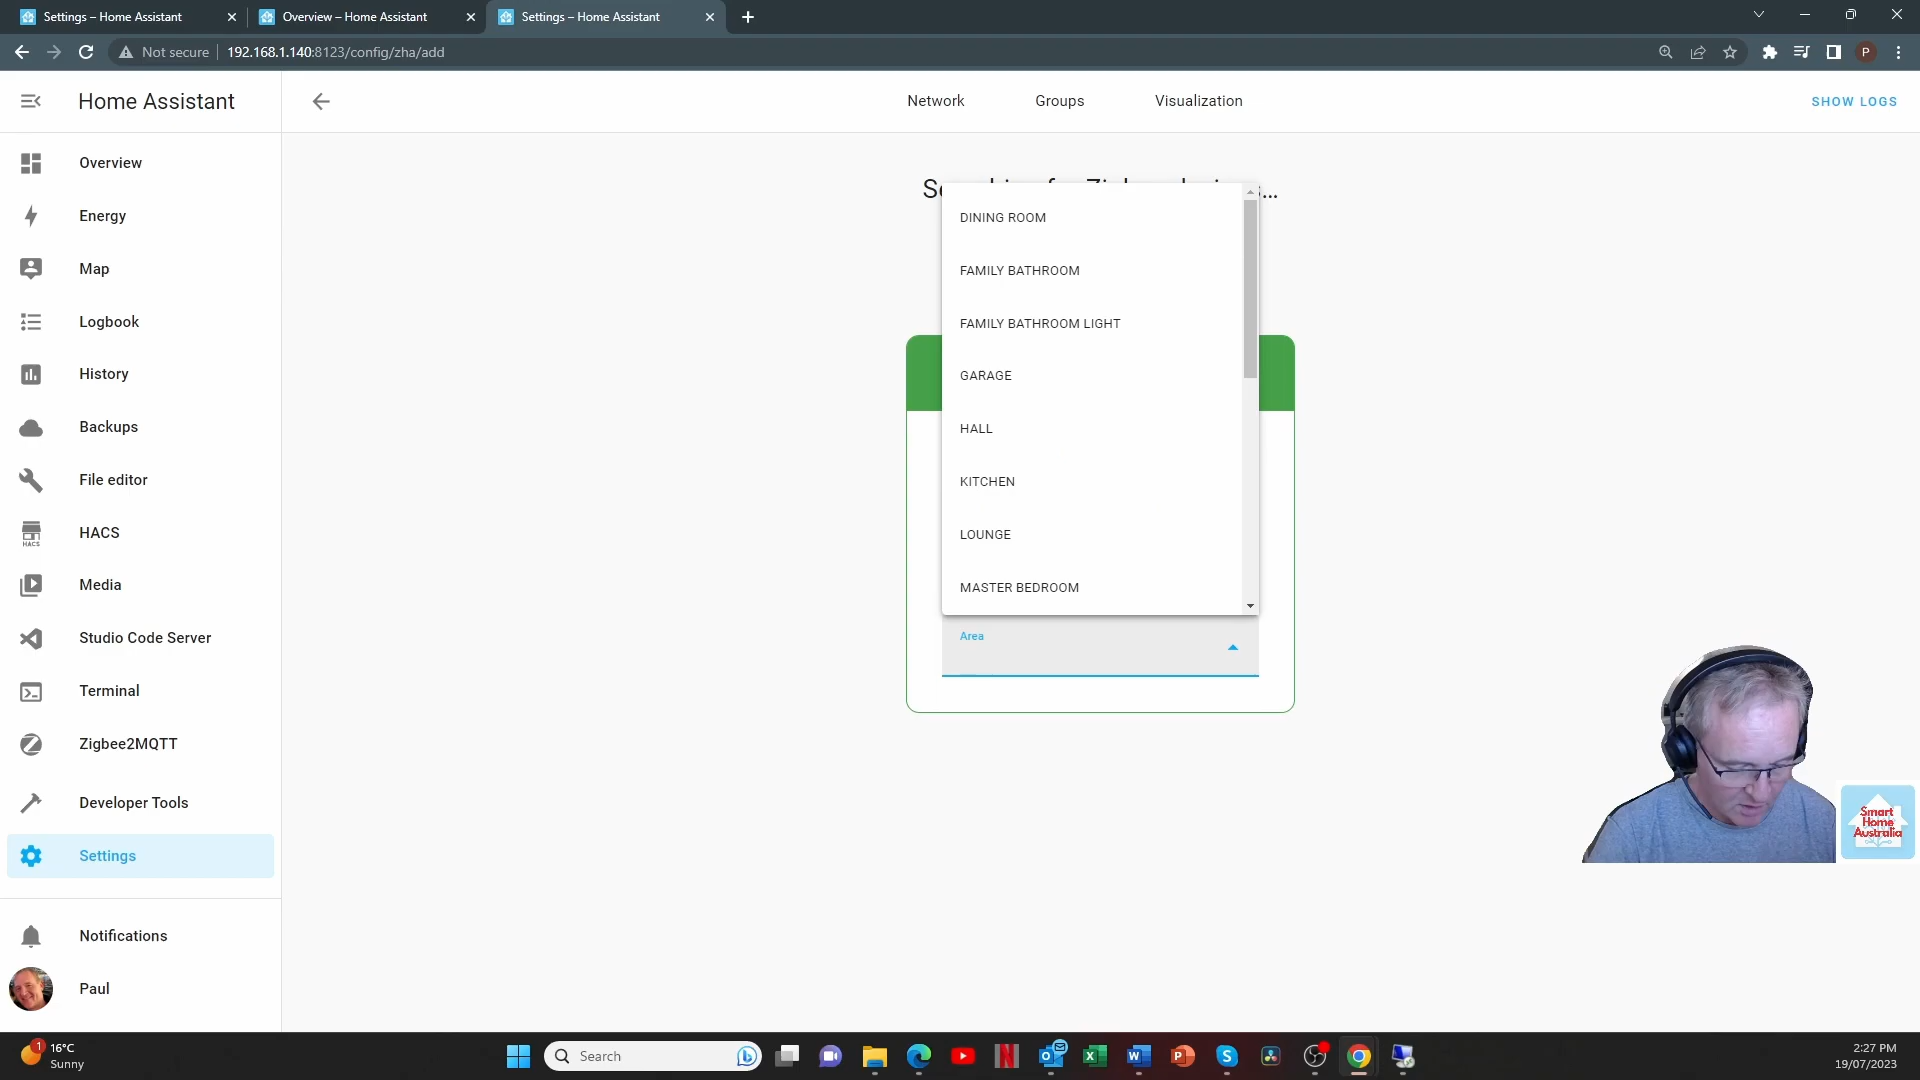 Settings – Home Assistant
Overview – Home Assistant
Settings – Home Assistant
Not secure
192.168.1.140:8123/config/zha/add
P
Home Assistant
Network
Groups
Visualization
SHOW LOGS
Overview
Energy
Map
Logbook
History
Backups
File editor
HACS
HACS
Media
Studio Code Server
Terminal
Zigbee2MQTT
Developer Tools
Settings
Notifications
Paul
DINING ROOM
FAMILY BATHROOM
FAMILY BATHROOM LIGHT
GARAGE
HALL
KITCHEN
LOUNGE
MASTER BEDROOM
Area
Smart
Home
Australia
1
16°C
Sunny
Search
2:27 PM
19/07/2023